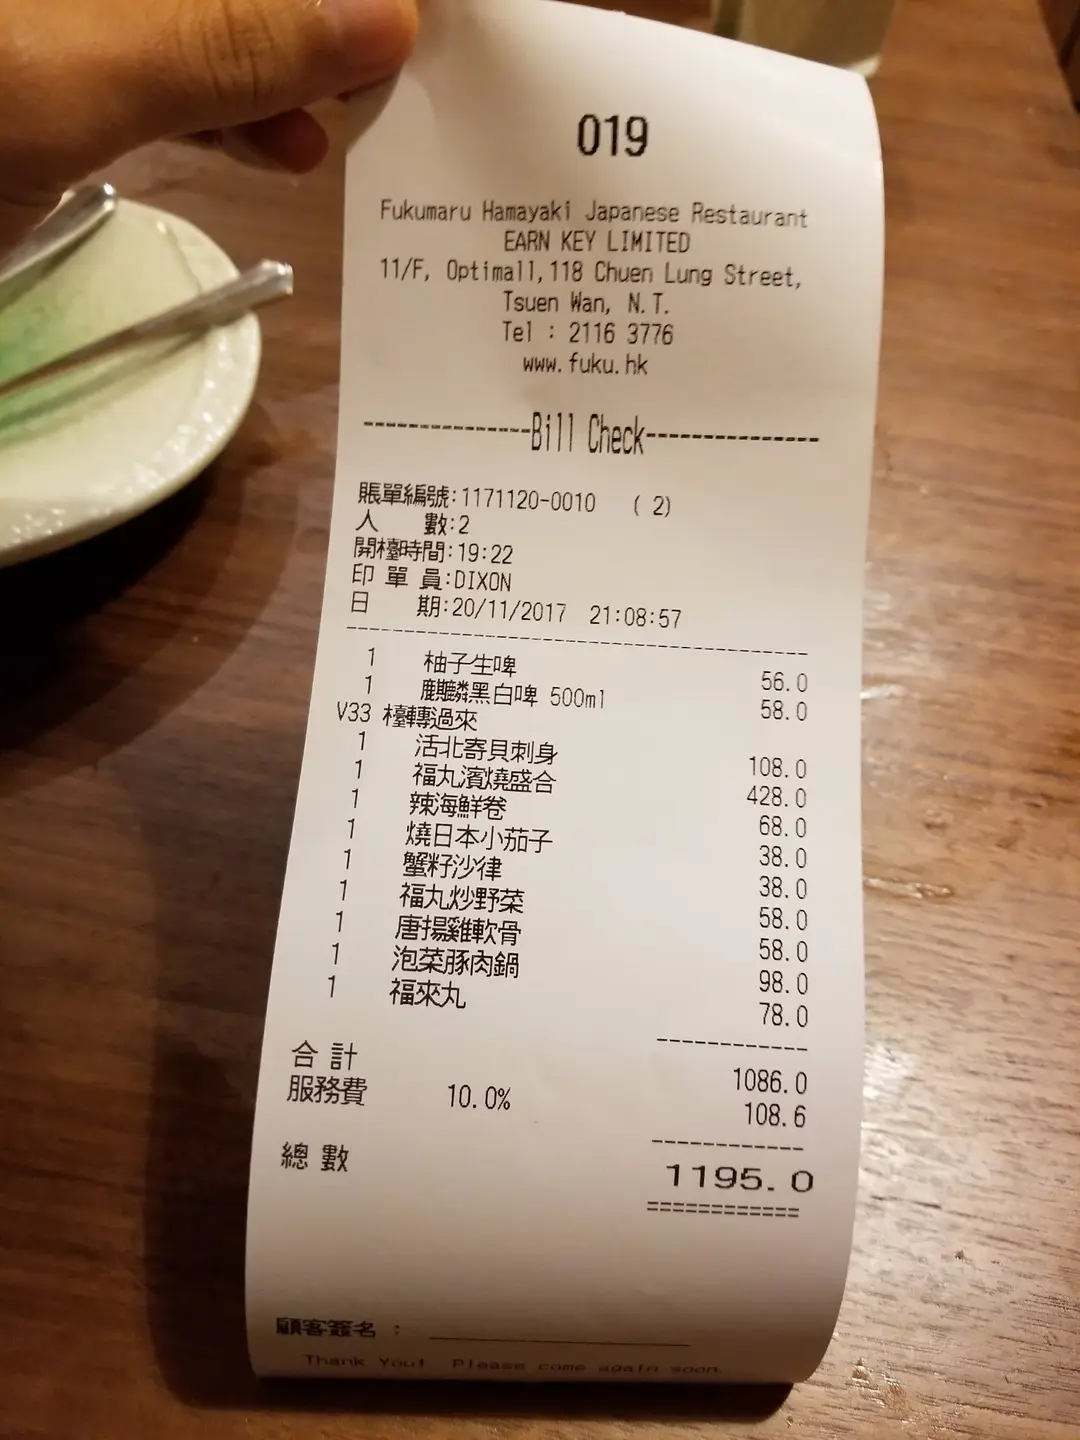 019
Fukumaru Hamayaki Japanese Restaurant
EARN KEY LIMITED
11/F, Optimall,118 Chuen Lung Street,
Tsuen Wan, N.T.
Tel : 2116 3776
www.fuku.hk
---------------Bill Check---------------
賬單編號:1171120-0010 ( 2)
人 數:2
開檯時間:19:22
印 單 員:DIXON
日 期:20/11/2017 21:08:57
1 柚子生啤 56.0
1 麒麟黑白啤 500ml 58.0
V33 檯轉過來
1 活北寄貝刺身 108.0
1 福丸濱燒盛合 428.0
1 辣海鮮卷 68.0
1 燒日本小茄子 38.0
1 蟹籽沙律 38.0
1 福丸炒野菜 58.0
1 唐揚雞軟骨 58.0
1 泡菜豚肉鍋 98.0
1 福來丸 78.0
合 計 1086.0
服務費 10.0% 108.6
總 數 1195.0
顧客簽名 :
Thank You! Please come again soon.